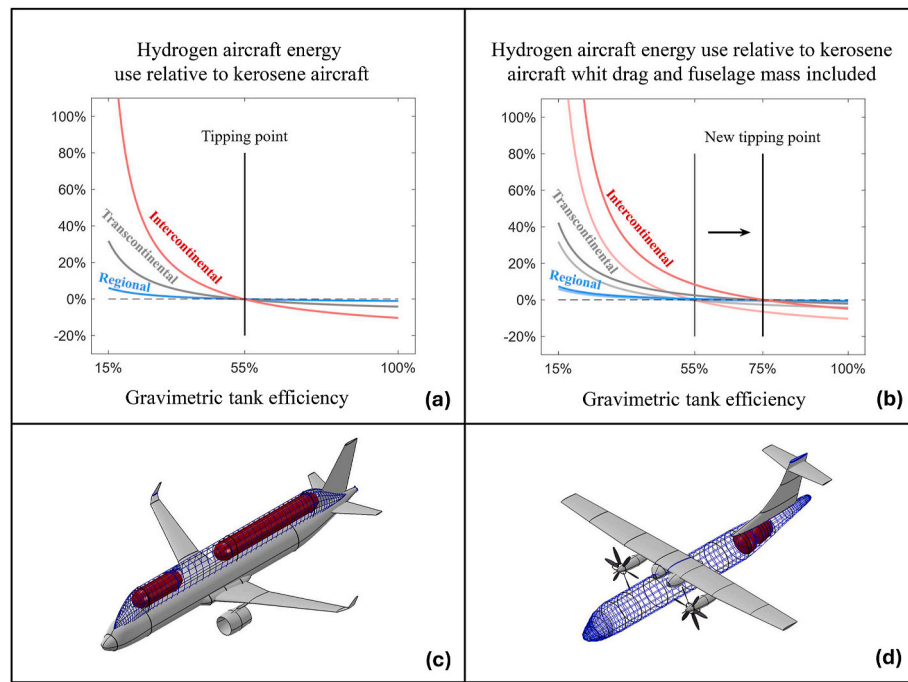 Hydrogen aircraft energy
use relative to kerosene aircraft
100%
80%
60%
40%
20%
0%
-20%
Tipping point
Intercontinental
Transcontinental
Regional
15%
55%
100%
Gravimetric tank efficiency
(a)
Hydrogen aircraft energy use relative to kerosene
aircraft whit drag and fuselage mass included
100%
80%
60%
40%
20%
0%
-20%
New tipping point
Intercontinental
Transcontinental
Regional
15%
55%
75%
100%
Gravimetric tank efficiency
(b)
(c)
(d)